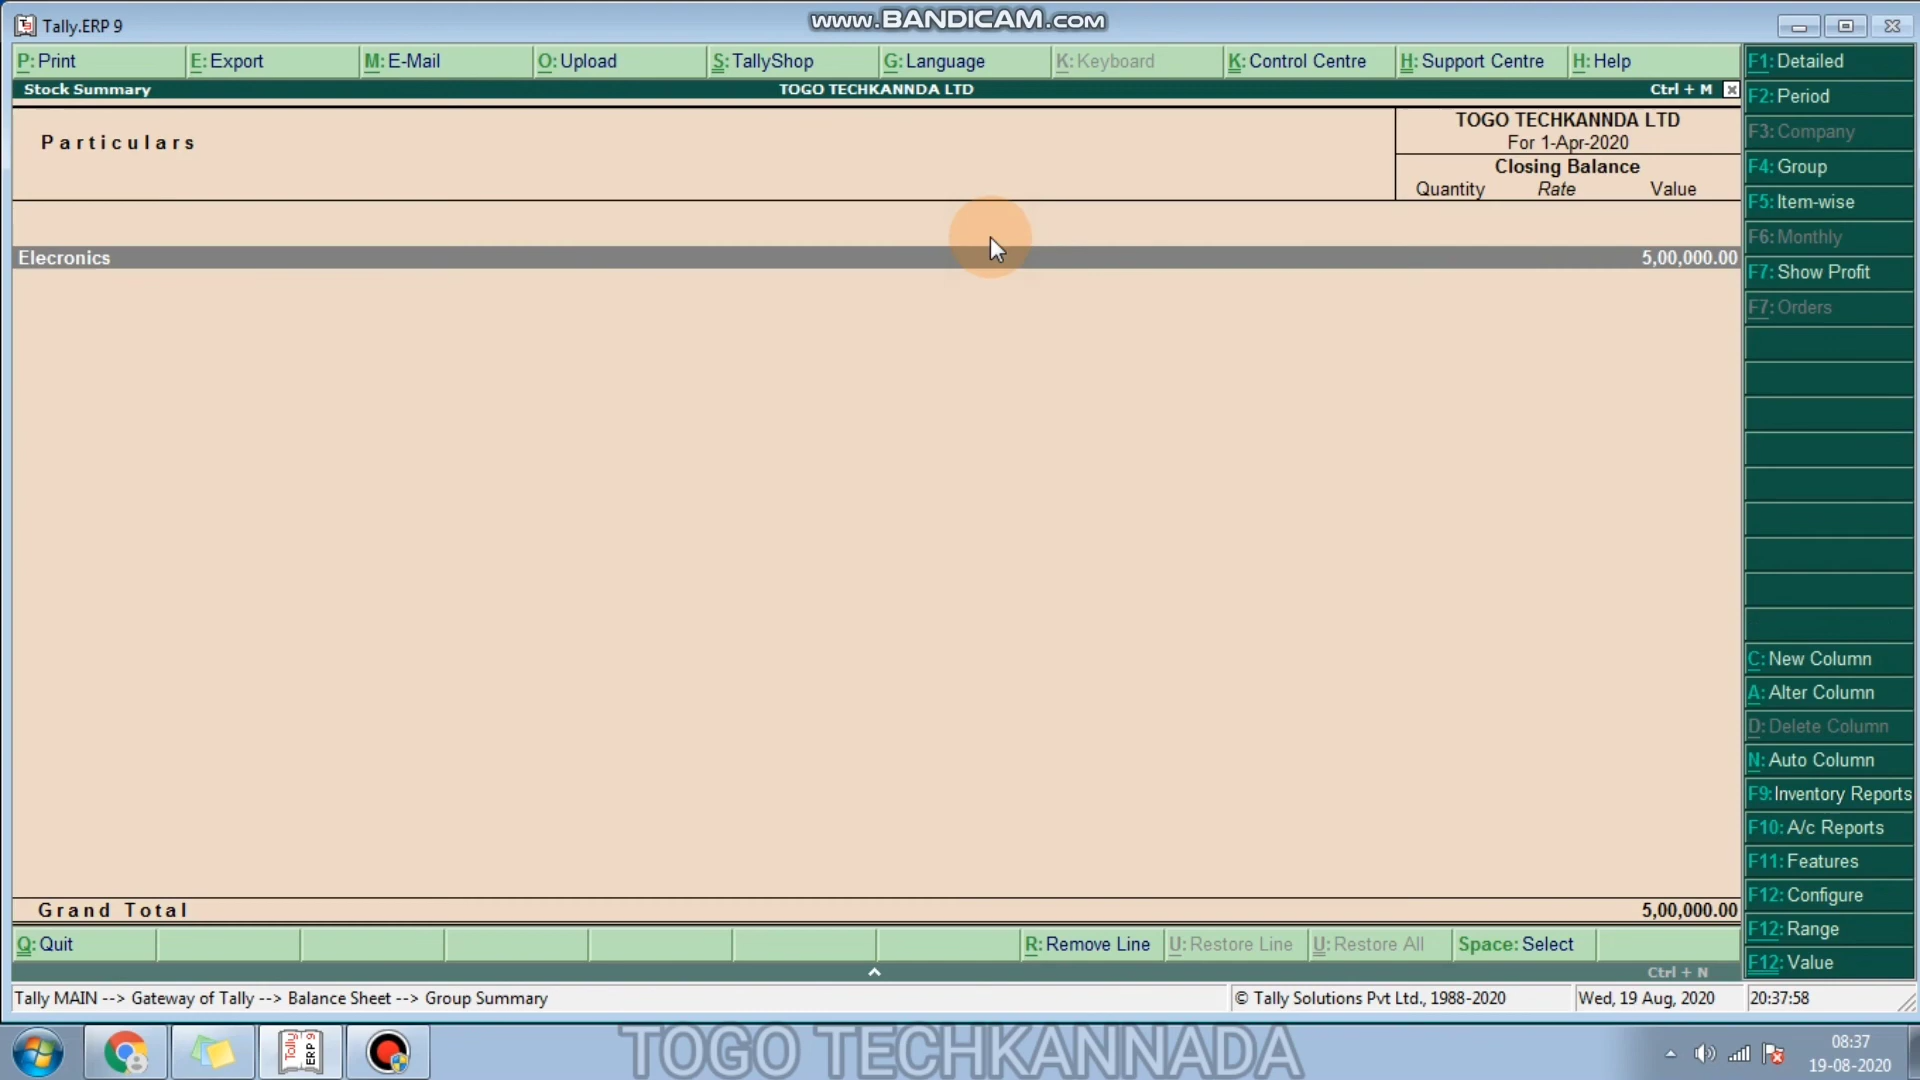 Tally.ERP 9
www.BANDICAM.com
P: Print E: Export M: E-Mail O: Upload S: TallyShop G: Language K: Keyboard K: Control Centre H: Support Centre H: Help
Stock Summary TOGO TECHKANNDA LTD Ctrl + M
Particulars
TOGO TECHKANNDA LTD
For 1-Apr-2020
Closing Balance
Quantity Rate Value
Elecronics 5,00,000.00
Grand Total 5,00,000.00
F1: Detailed
F2: Period
F3: Company
F4: Group
F5: Item-wise
F6: Monthly
F7: Show Profit
F7: Orders
C: New Column
A: Alter Column
D: Delete Column
N: Auto Column
F9: Inventory Reports
F10: A/c Reports
F11: Features
F12: Configure
F12: Range
F12: Value
Q: Quit R: Remove Line U: Restore Line U: Restore All Space: Select
Ctrl + N
Tally MAIN --> Gateway of Tally --> Balance Sheet --> Group Summary © Tally Solutions Pvt Ltd., 1988-2020 Wed, 19 Aug, 2020 20:37:58
Tally ERP 9
TOGO TECHKANNADA
08:37
19-08-2020